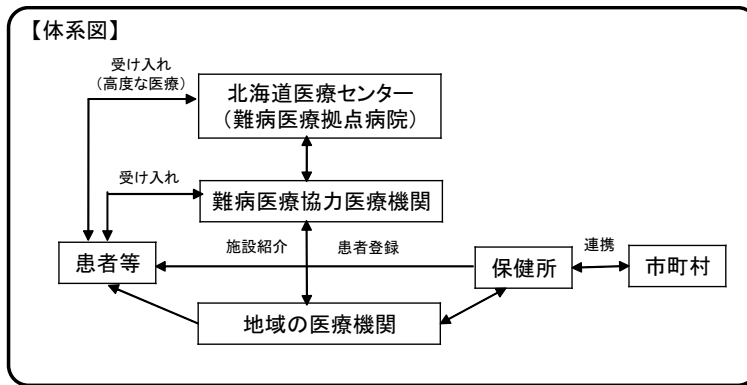 【体系図】
受け入れ
(高度な医療)
北海道医療センター
(難病医療拠点病院)
受け入れ
難病医療協力医療機関
施設紹介
患者登録
連携
患者等
保健所
市町村
地域の医療機関